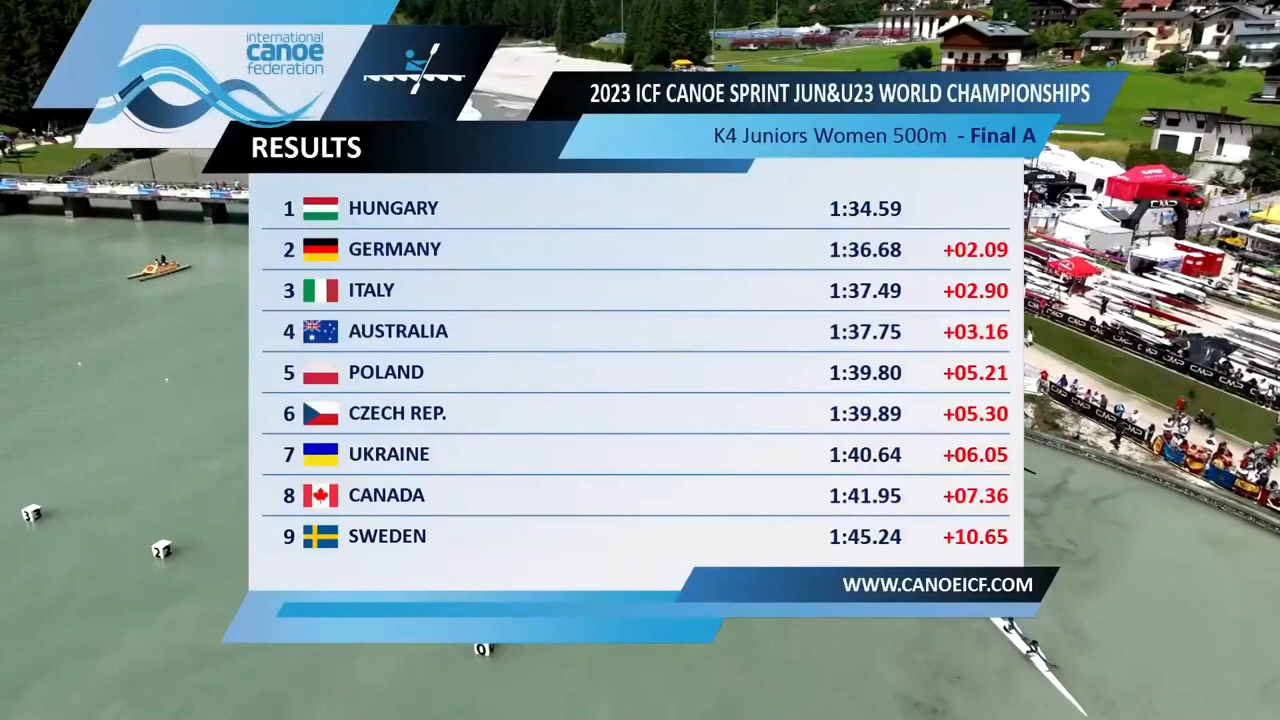 international
canoe
federation
2023 ICF CANOE SPRINT JUN&U23 WORLD CHAMPIONSHIPS
K4 Juniors Women 500m - Final A
RESULTS
1 HUNGARY 1:34.59
2 GERMANY 1:36.68 +02.09
3 ITALY 1:37.49 +02.90
4 AUSTRALIA 1:37.75 +03.16
5 POLAND 1:39.80 +05.21
6 CZECH REP. 1:39.89 +05.30
7 UKRAINE 1:40.64 +06.05
8 CANADA 1:41.95 +07.36
9 SWEDEN 1:45.24 +10.65
WWW.CANOEICF.COM